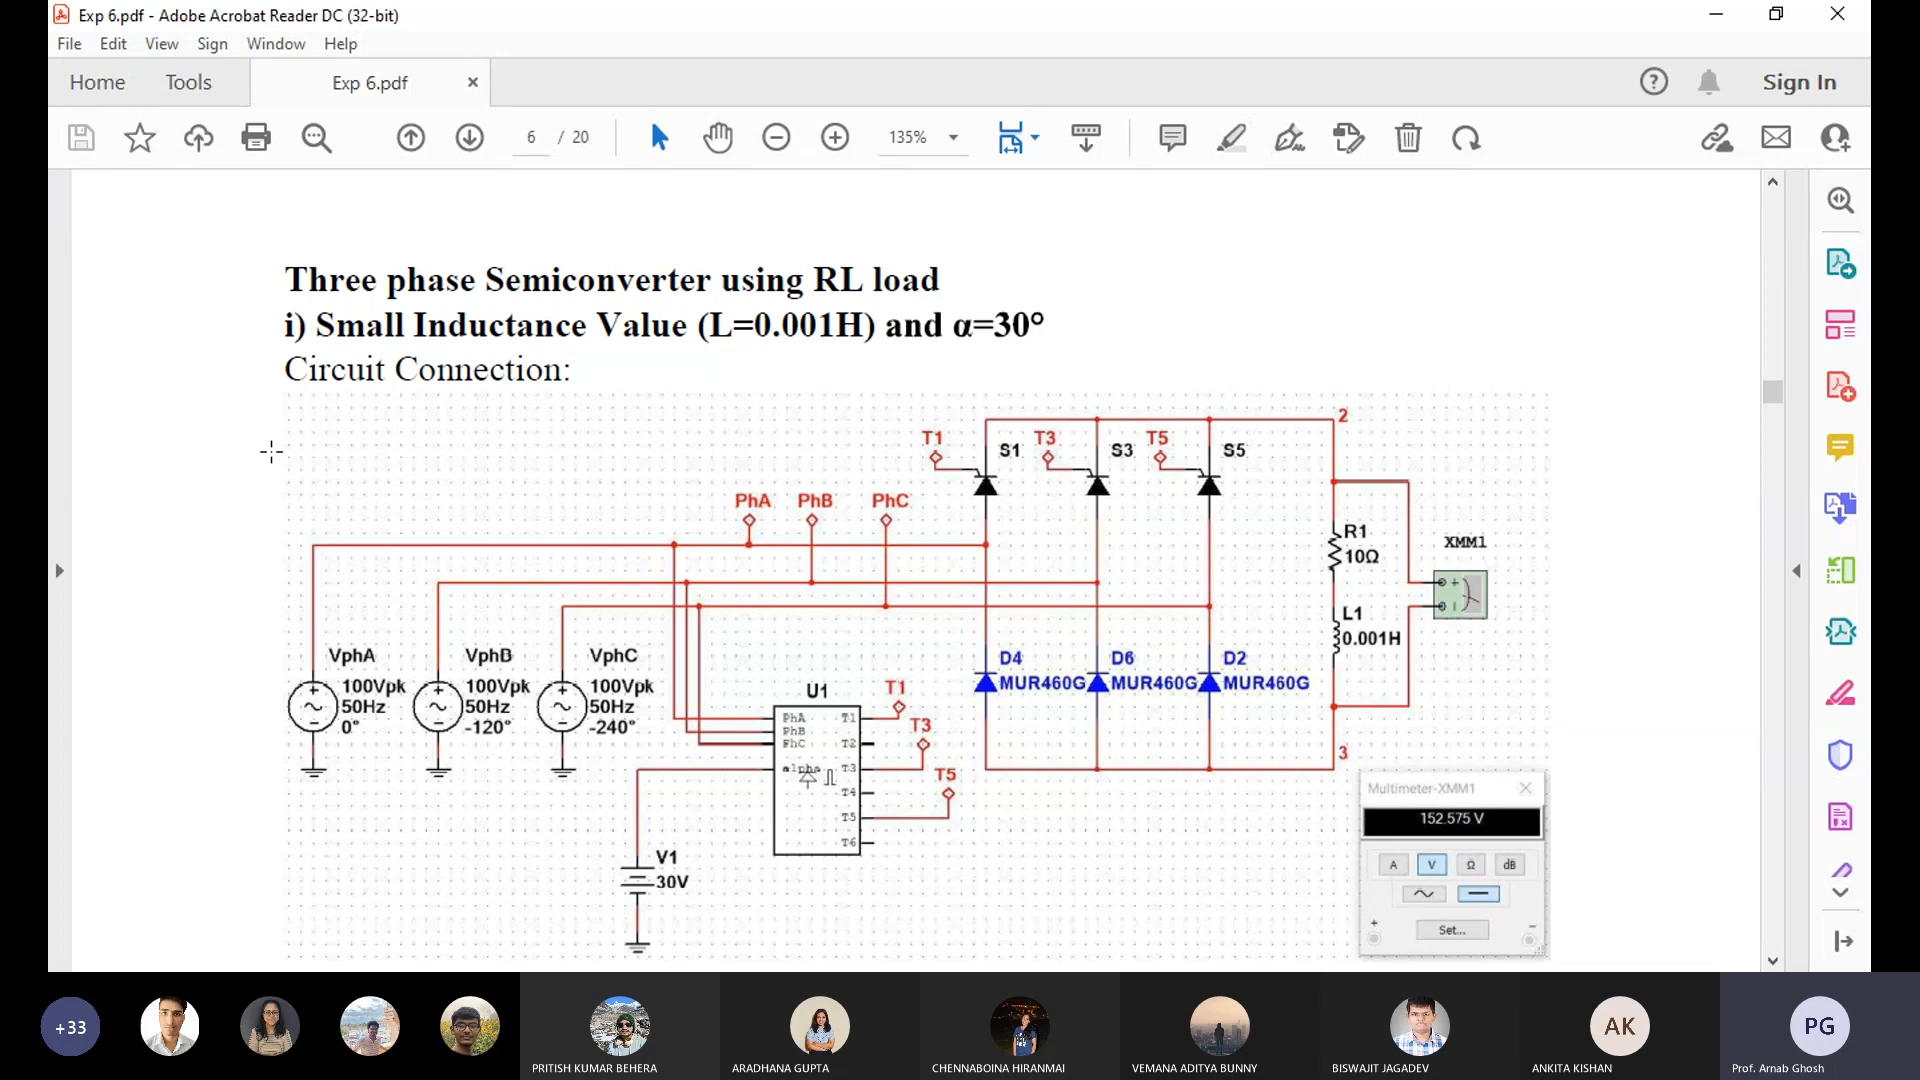 Exp 6.pdf - Adobe Acrobat Reader DC (32-bit)
File Edit View Sign Window Help
Home Tools Exp 6.pdf × Sign In
6 / 20 135%
Three phase Semiconverter using RL load
i) Small Inductance Value (L=0.001H) and α=30°
Circuit Connection:
2
T1 S1 T3 S3 T5 S5
PhA PhB PhC
R1
10Ω
XMM1
L1
0.001H
VphA
100Vpk
50Hz
0°
VphB
100Vpk
50Hz
-120°
VphC
100Vpk
50Hz
-240°
D4
MUR460G
D6
MUR460G
D2
MUR460G
U1
PhA
PhB
PhC
alpha
T1
T2
T3
T4
T5
T6
T1
T3
T5
3
V1
30V
Multimeter-XMM1
152.575 V
A V Ω dB
+ Set... −
+33
PRITISH KUMAR BEHERA
ARADHANA GUPTA
CHENNABOINA HIRANMAI
VEMANA ADITYA BUNNY
BISWAJIT JAGADEV
AK
ANKITA KISHAN
PG
Prof. Arnab Ghosh